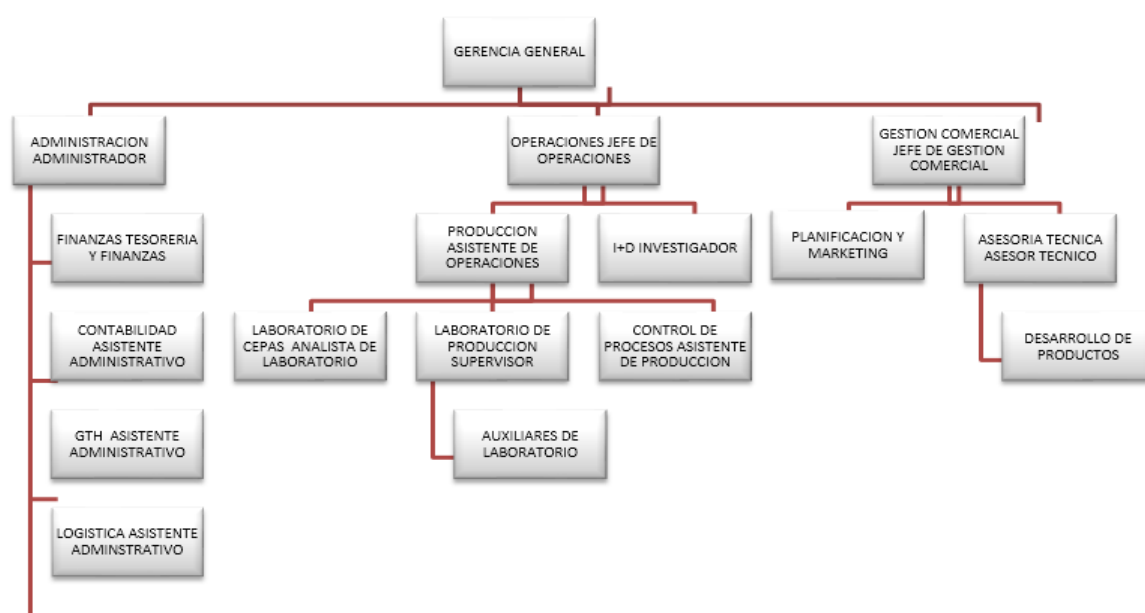 GERENCIA GENERAL
ADMINISTRACION
ADMINISTRADOR
OPERACIONES JEFE DE
OPERACIONES
GESTION COMERCIAL
JEFE DE GESTION
COMERCIAL
FINANZAS TESORERIA
Y FINANZAS
PRODUCCION
ASISTENTE DE
OPERACIONES
I+D INVESTIGADOR
PLANIFICACION Y
MARKETING
ASESORIA TECNICA
ASESOR TECNICO
CONTABILIDAD
ASISTENTE
ADMINISTRATIVO
LABORATORIO DE
CEPAS ANALISTA DE
LABORATORIO
LABORATORIO DE
PRODUCCION
SUPERVISOR
CONTROL DE
PROCESOS ASISTENTE
DE PRODUCCION
DESARROLLO DE
PRODUCTOS
GTH ASISTENTE
ADMINISTRATIVO
AUXILIARES DE
LABORATORIO
LOGISTICA ASISTENTE
ADMINSTRATIVO